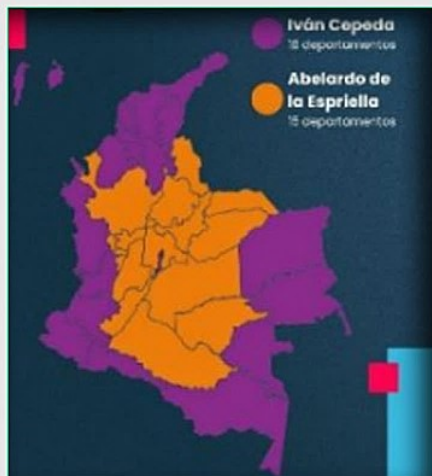 Iván Cepeda
18 departamentos
Abelardo de
la Espriella
15 departamentos